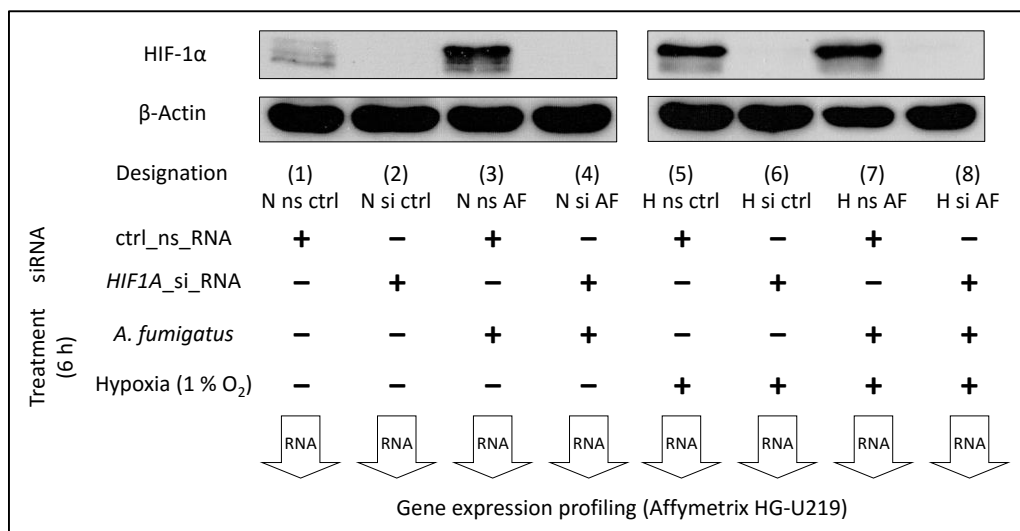 HIF-1α
β-Actin
Designation (1) (2) (3) (4) (5) (6) (7) (8)
N ns ctrl N si ctrl N ns AF N si AF H ns ctrl H si ctrl H ns AF H si AF
siRNA
ctrl_ns_RNA + – + – + – + –
HIF1A_si_RNA – + – + – + – +
Treatment
(6 h)
A. fumigatus – – + + – – + +
Hypoxia (1 % O₂) – – – – + + + +
RNA RNA RNA RNA RNA RNA RNA RNA
Gene expression profiling (Affymetrix HG-U219)